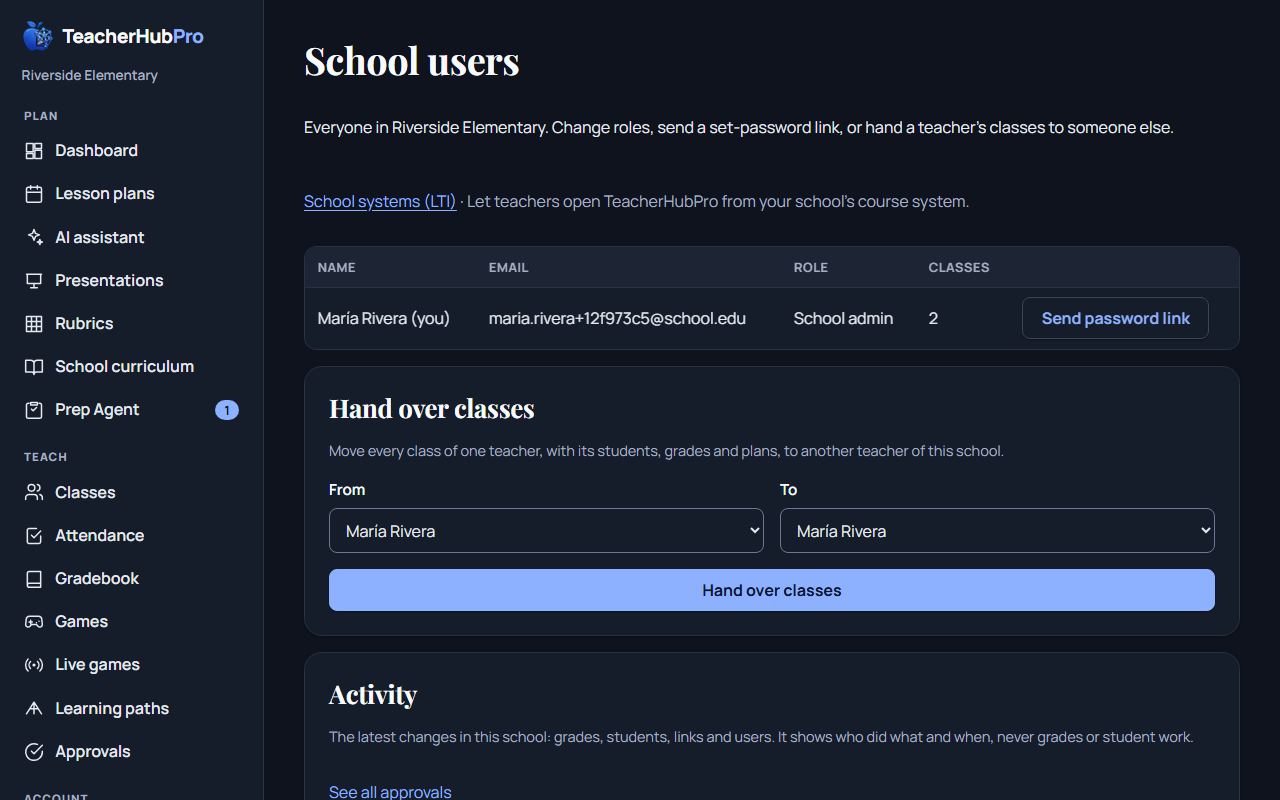 TeacherHubPro
Riverside Elementary
PLAN
Dashboard
Lesson plans
AI assistant
Presentations
Rubrics
School curriculum
Prep Agent 1
TEACH
Classes
Attendance
Gradebook
Games
Live games
Learning paths
Approvals
ACCOUNT
School users
Everyone in Riverside Elementary. Change roles, send a set-password link, or hand a teacher's classes to someone else.
School systems (LTI) · Let teachers open TeacherHubPro from your school's course system.
NAME EMAIL ROLE CLASSES
María Rivera (you) maria.rivera+12f973c5@school.edu School admin 2 Send password link
Hand over classes
Move every class of one teacher, with its students, grades and plans, to another teacher of this school.
From To
María Rivera María Rivera
Hand over classes
Activity
The latest changes in this school: grades, students, links and users. It shows who did what and when, never grades or student work.
See all approvals